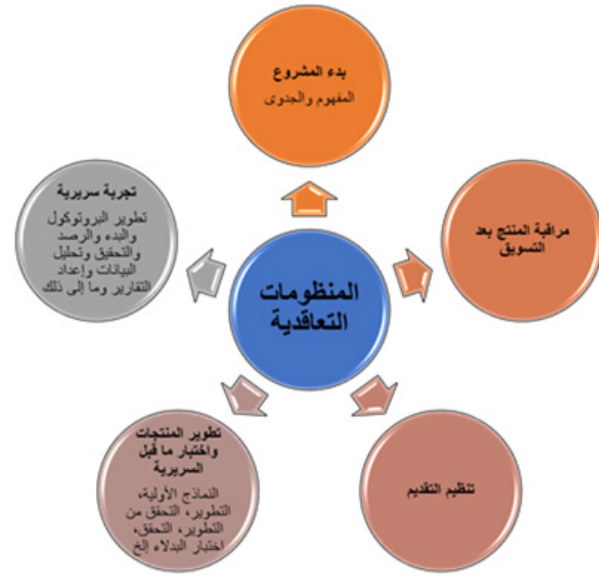 بدء المشروع
المفهوم والجدوى
مراقبة المنتج بعد
التسويق
تنظيم التقديم
تطوير المنتجات
واختبار ما قبل
السريرية
النماذج الأولية،
التطوير، التحقق من
التطوير، التحقق،
اختبار البدلاء إلخ
تجربة سريرية
تطوير البروتوكول
والبدء والرصد
والتحقيق وتحليل
البيانات وإعداد
التقارير وما إلى ذلك
المنظومات
التعاقدية